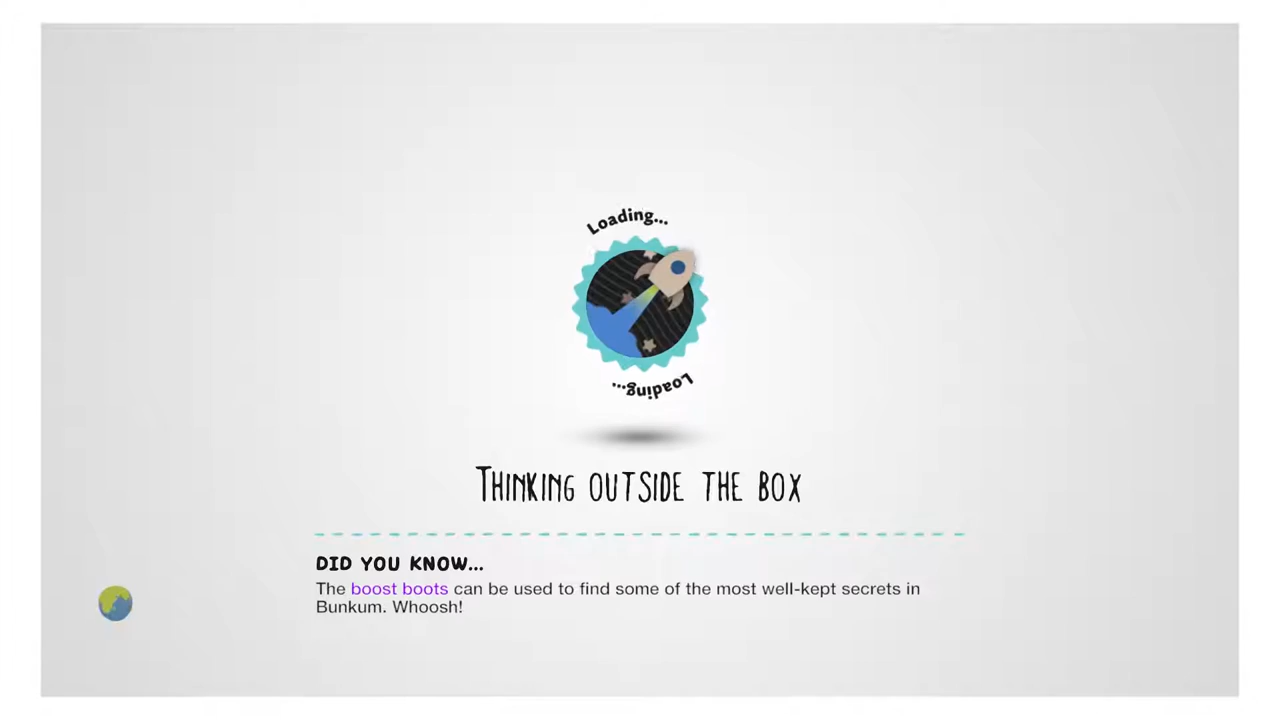 Loading...
Loading...
Thinking outside the box
DID YOU KNOW...
The boost boots can be used to find some of the most well-kept secrets in
Bunkum. Whoosh!